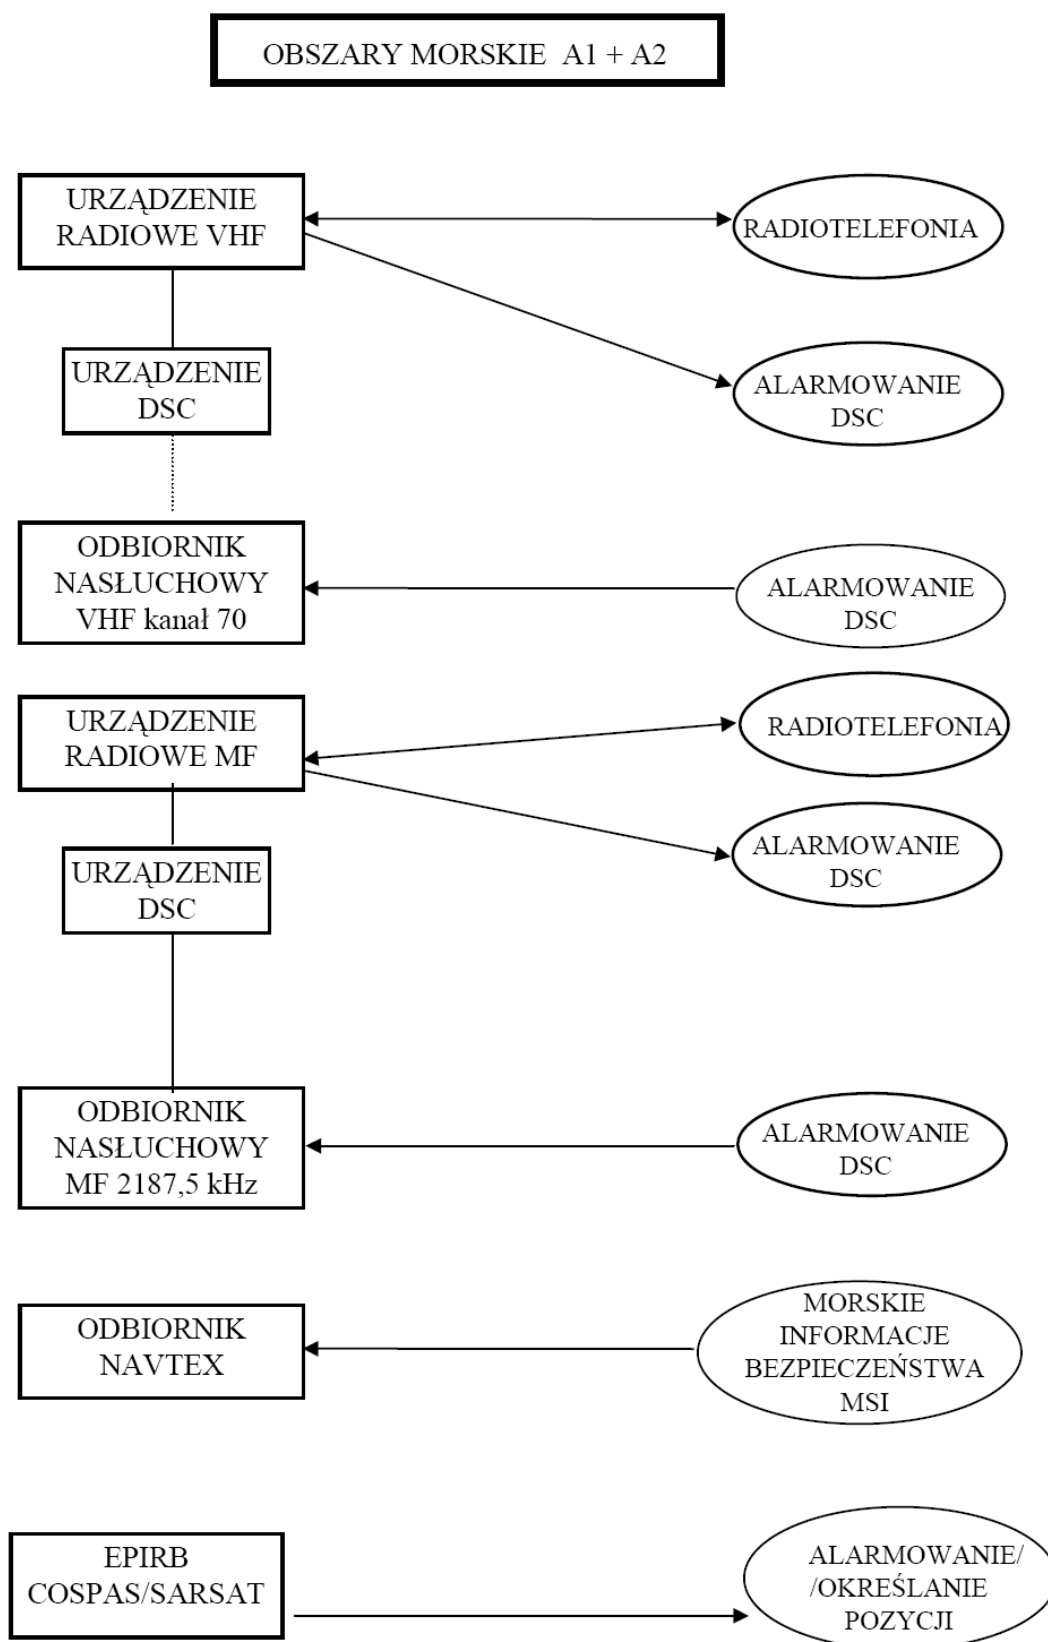 OBSZARY MORSKIE A1 + A2
URZĄDZENIE
RADIOWE VHF
RADIOTELEFONIA
URZĄDZENIE
DSC
ALARMOWANIE
DSC
ODBIORNIK
NASŁUCHOWY
VHF kanał 70
ALARMOWANIE
DSC
URZĄDZENIE
RADIOWE MF
RADIOTELEFONIA
URZĄDZENIE
DSC
ALARMOWANIE
DSC
ODBIORNIK
NASŁUCHOWY
MF 2187,5 kHz
ALARMOWANIE
DSC
ODBIORNIK
NAVTEX
MORSKIE
INFORMACJE
BEZPIECZEŃSTWA
MSI
EPIRB
COSPAS/SARSAT
ALARMOWANIE/
/OKREŚLANIE
POZYCJI